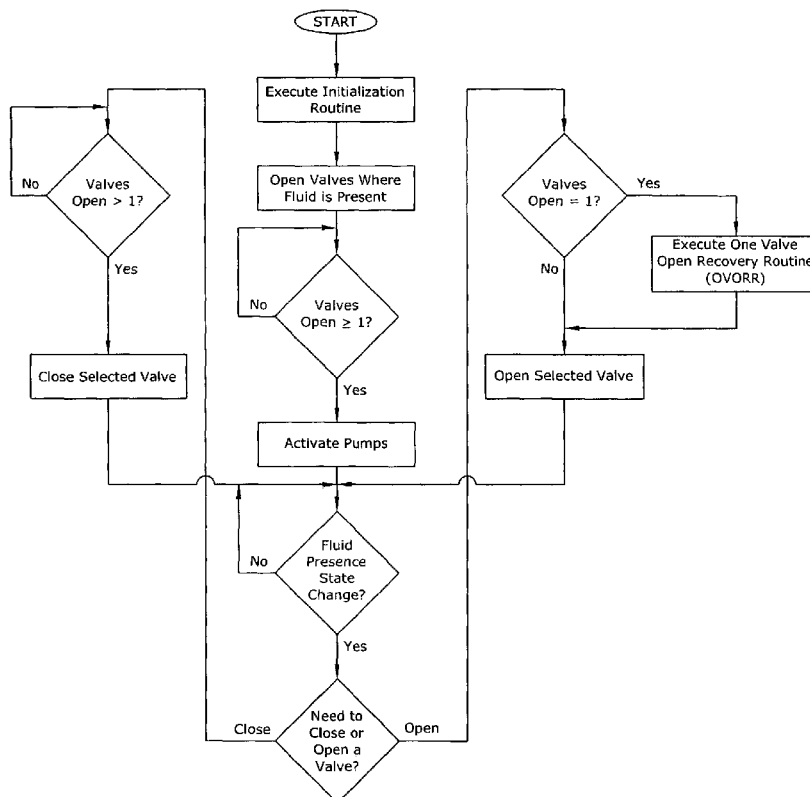 START
Execute Initialization
Routine
Open Valves Where
Fluid is Present
No
Valves
Open > 1?
Yes
Close Selected Valve
No
Valves
Open ≥ 1?
Yes
Activate Pumps
Valves
Open = 1?
Yes
No
Execute One Valve
Open Recovery Routine
(OVORR)
Open Selected Valve
No
Fluid
Presence
State
Change?
Yes
Close
Need to
Close or
Open a
Valve?
Open